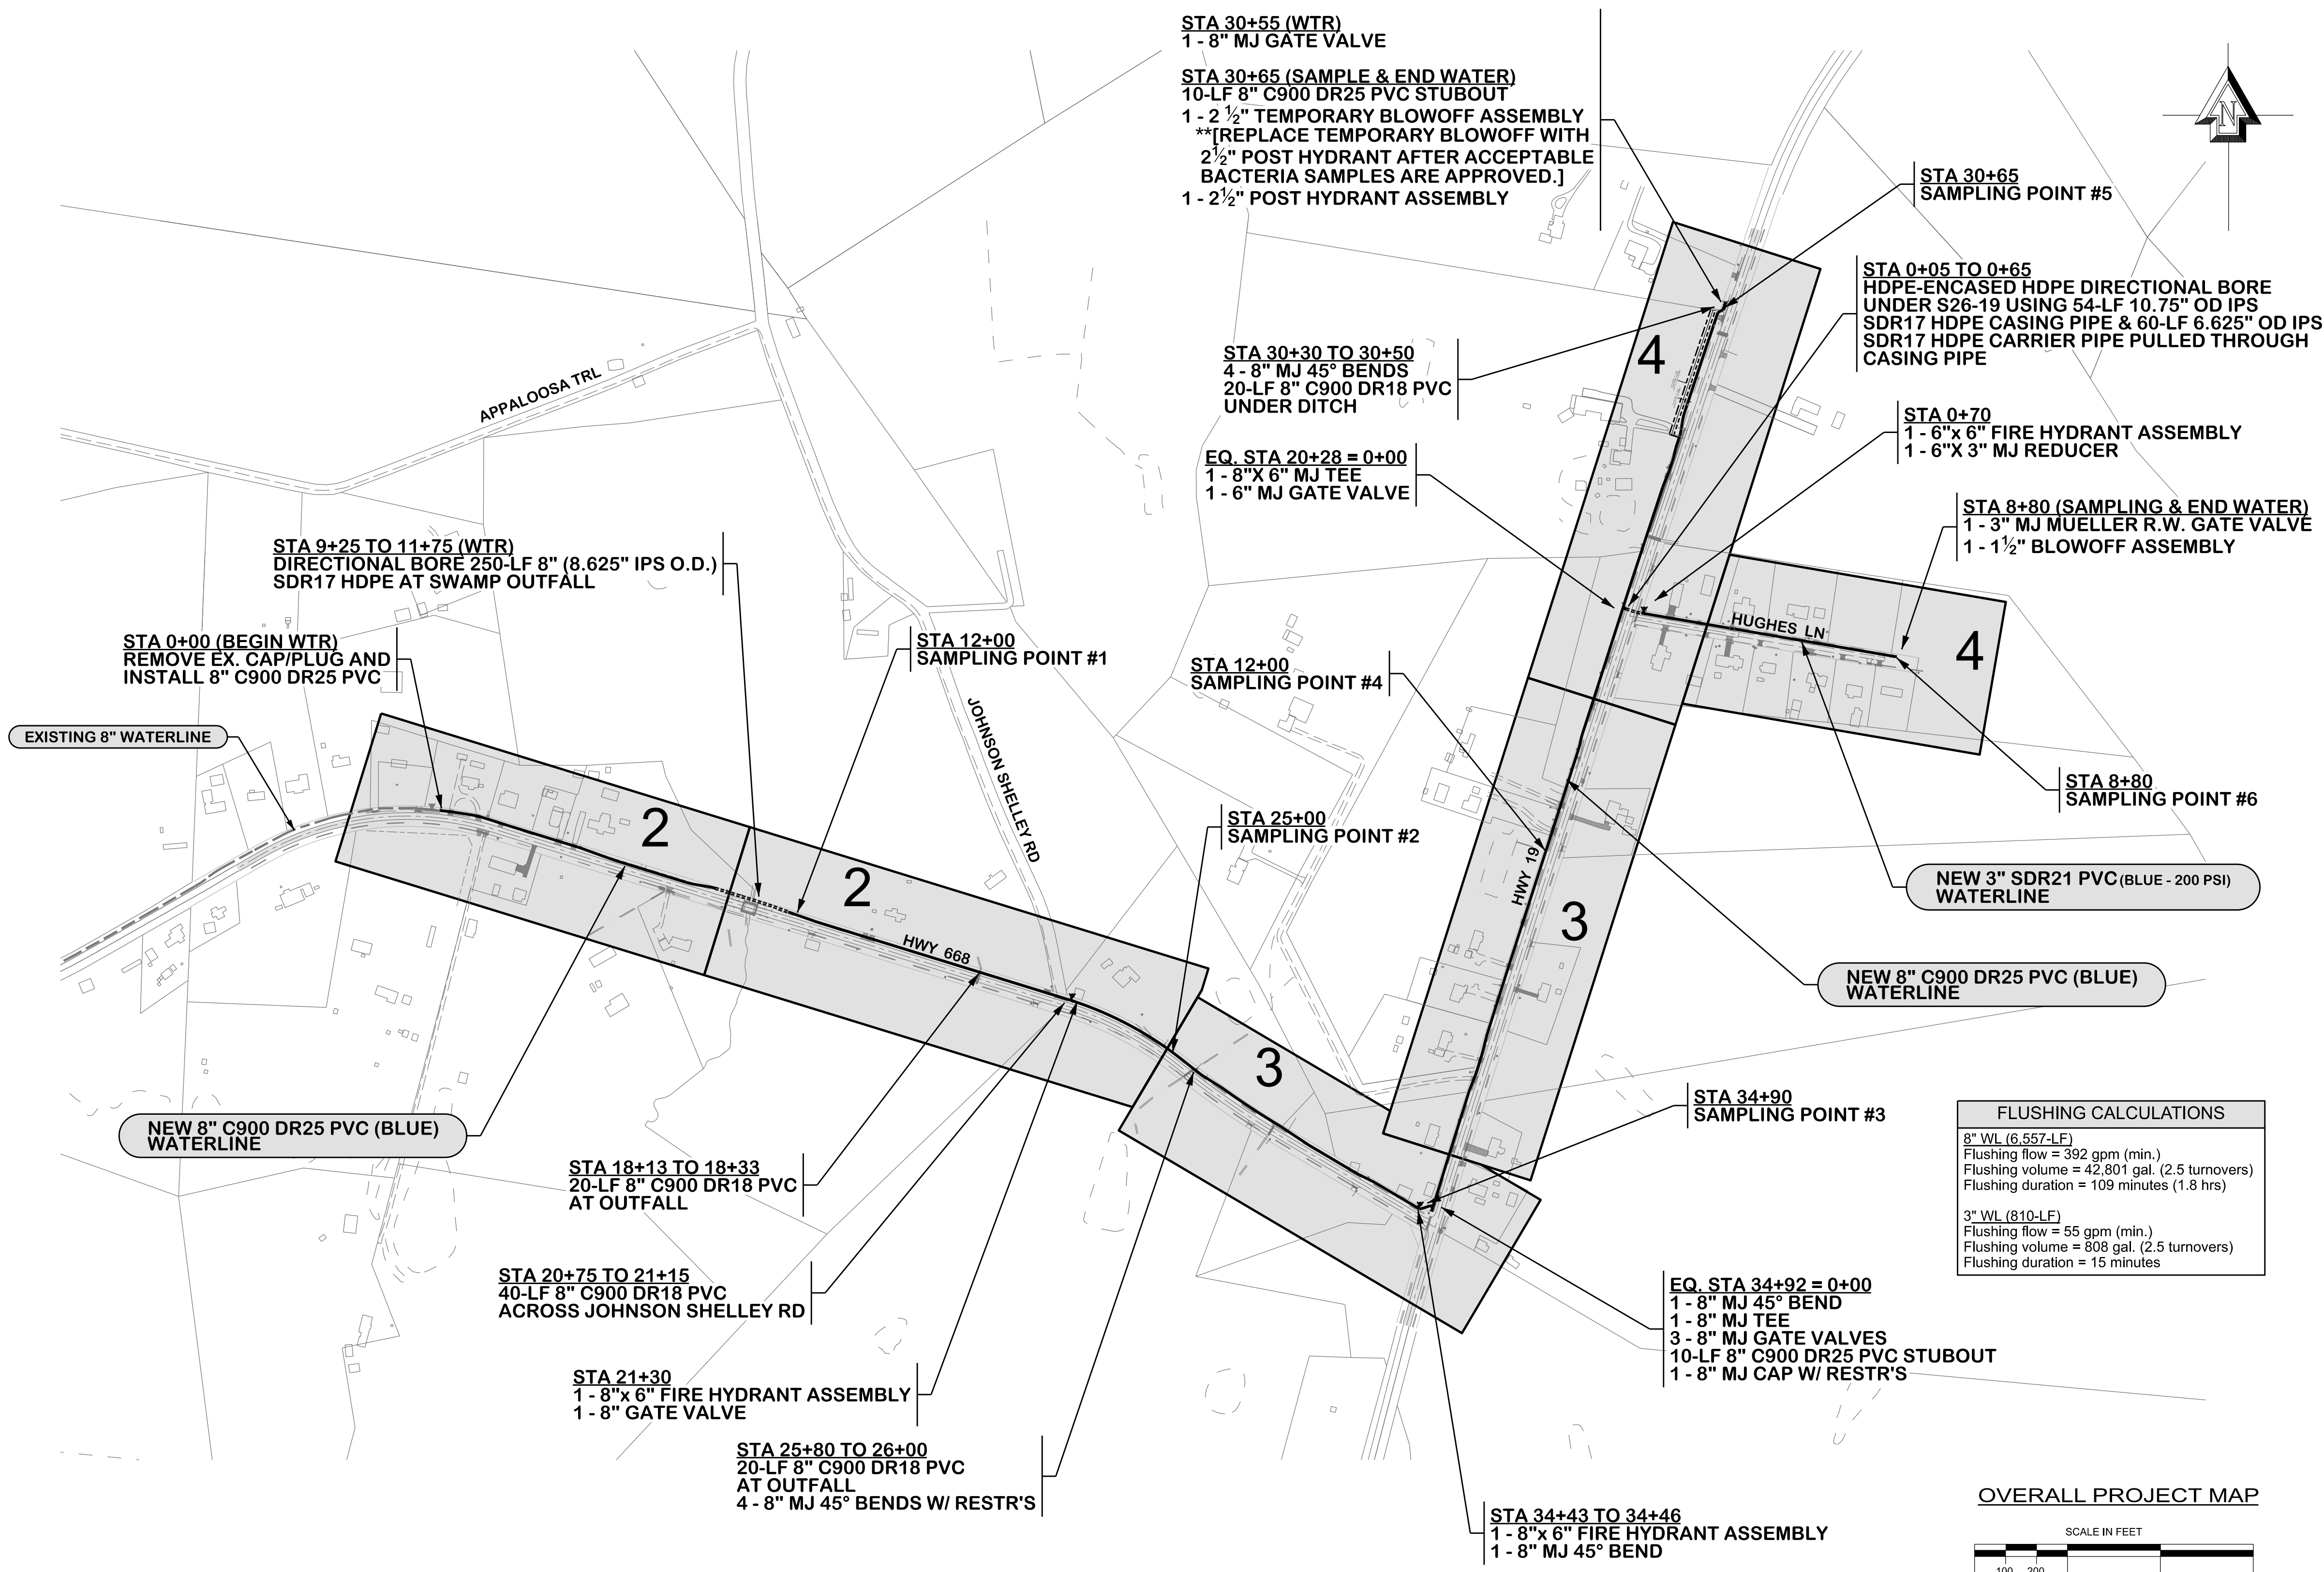 STA 30+55 (WTR)
1 - 8" MJ GATE VALVE
STA 30+65 (SAMPLE & END WATER)
10-LF 8" C900 DR25 PVC STUBOUT
1 - 2 ½" TEMPORARY BLOWOFF ASSEMBLY
**[REPLACE TEMPORARY BLOWOFF WITH
2½" POST HYDRANT AFTER ACCEPTABLE
BACTERIA SAMPLES ARE APPROVED.]
1 - 2½" POST HYDRANT ASSEMBLY
N
STA 30+65
SAMPLING POINT #5
STA 0+05 TO 0+65
HDPE-ENCASED HDPE DIRECTIONAL BORE
UNDER S26-19 USING 54-LF 10.75" OD IPS
SDR17 HDPE CASING PIPE & 60-LF 6.625" OD IPS
SDR17 HDPE CARRIER PIPE PULLED THROUGH
CASING PIPE
STA 30+30 TO 30+50
4 - 8" MJ 45° BENDS
20-LF 8" C900 DR18 PVC
UNDER DITCH
4
APPALOOSA TRL
STA 0+70
1 - 6"x 6" FIRE HYDRANT ASSEMBLY
1 - 6"X 3" MJ REDUCER
EQ. STA 20+28 = 0+00
1 - 8"X 6" MJ TEE
1 - 6" MJ GATE VALVE
STA 8+80 (SAMPLING & END WATER)
1 - 3" MJ MUELLER R.W. GATE VALVE
1 - 1½" BLOWOFF ASSEMBLY
STA 9+25 TO 11+75 (WTR)
DIRECTIONAL BORE 250-LF 8" (8.625" IPS O.D.)
SDR17 HDPE AT SWAMP OUTFALL
STA 0+00 (BEGIN WTR)
REMOVE EX. CAP/PLUG AND
INSTALL 8" C900 DR25 PVC
STA 12+00
SAMPLING POINT #1
HUGHES LN
4
STA 12+00
SAMPLING POINT #4
JOHNSON SHELLEY RD
EXISTING 8" WATERLINE
STA 8+80
SAMPLING POINT #6
2
STA 25+00
SAMPLING POINT #2
2
HWY 19
NEW 3" SDR21 PVC (BLUE - 200 PSI)
WATERLINE
3
HWY 668
NEW 8" C900 DR25 PVC (BLUE)
WATERLINE
3
STA 34+90
SAMPLING POINT #3
NEW 8" C900 DR25 PVC (BLUE)
WATERLINE
FLUSHING CALCULATIONS
8" WL (6,557-LF)
Flushing flow = 392 gpm (min.)
Flushing volume = 42,801 gal. (2.5 turnovers)
Flushing duration = 109 minutes (1.8 hrs)
3" WL (810-LF)
Flushing flow = 55 gpm (min.)
Flushing volume = 808 gal. (2.5 turnovers)
Flushing duration = 15 minutes
STA 18+13 TO 18+33
20-LF 8" C900 DR18 PVC
AT OUTFALL
STA 20+75 TO 21+15
40-LF 8" C900 DR18 PVC
ACROSS JOHNSON SHELLEY RD
EQ. STA 34+92 = 0+00
1 - 8" MJ 45° BEND
1 - 8" MJ TEE
3 - 8" MJ GATE VALVES
10-LF 8" C900 DR25 PVC STUBOUT
1 - 8" MJ CAP W/ RESTR'S
STA 21+30
1 - 8"x 6" FIRE HYDRANT ASSEMBLY
1 - 8" GATE VALVE
STA 25+80 TO 26+00
20-LF 8" C900 DR18 PVC
AT OUTFALL
4 - 8" MJ 45° BENDS W/ RESTR'S
STA 34+43 TO 34+46
1 - 8"x 6" FIRE HYDRANT ASSEMBLY
1 - 8" MJ 45° BEND
OVERALL PROJECT MAP
SCALE IN FEET
100 200